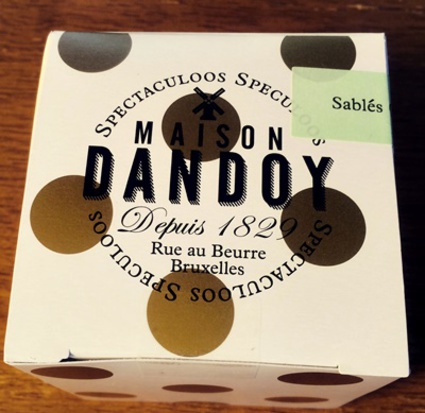 SPECTACULOOS SPECULOOS
Sablés
MAISON
DANDOY
Depuis 1829
Rue au Beurre
Bruxelles
SPECTACULOOS SPECULOOS